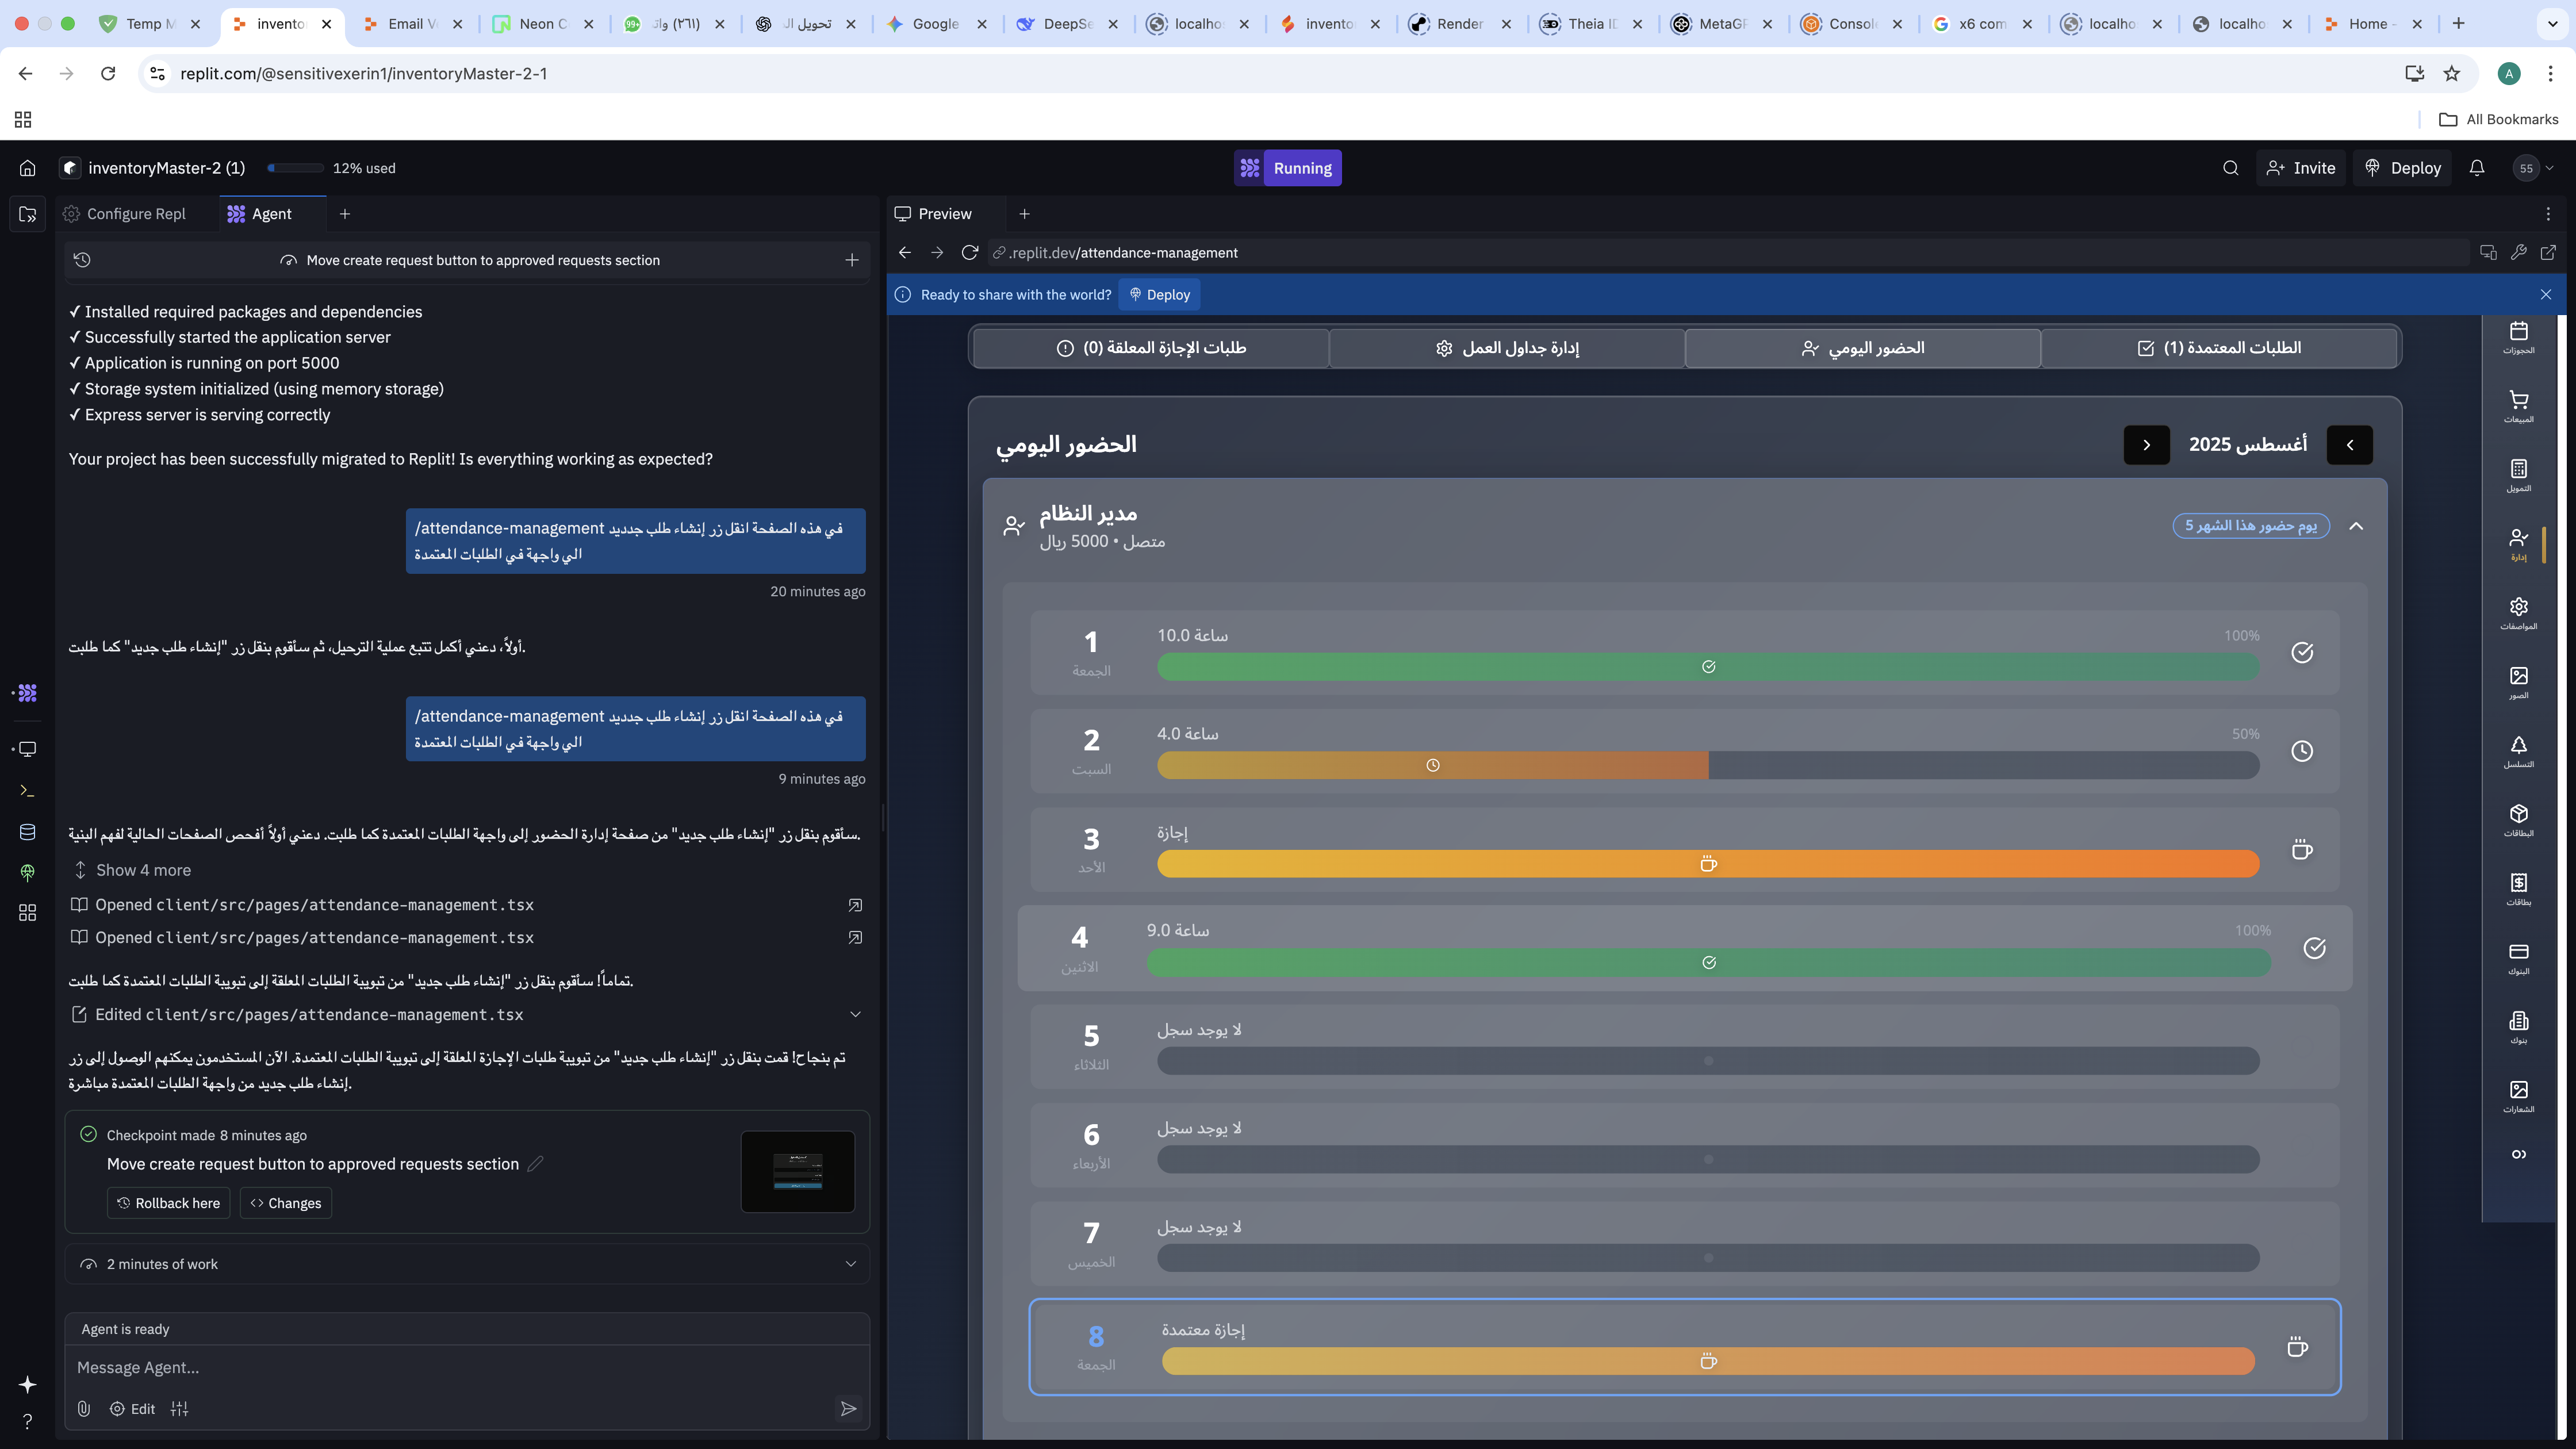 Temp M
invento
Email V
Neon C
(٢٦١) وات
تحويل ال
Google
DeepSe
localhos
invento
Render
Theia ID
MetaGP
Consol
x6 com
localho
localho
Home -
replit.com/@sensitivexerin1/inventoryMaster-2-1
A
All Bookmarks
inventoryMaster-2 (1)
12% used
Running
Invite
Deploy
55
Configure Repl
Agent
Preview
Move create request button to approved requests section
.replit.dev/attendance-management
Ready to share with the world?
Deploy
✓ Installed required packages and dependencies
✓ Successfully started the application server
✓ Application is running on port 5000
✓ Storage system initialized (using memory storage)
✓ Express server is serving correctly
Your project has been successfully migrated to Replit! Is everything working as expected?
/attendance-management في هذه الصفحة انقل زر إنشاء طلب جدديد
الي واجهة في الطلبات المعتمدة
20 minutes ago
أولاً، دعني أكمل تتبع عملية الترحيل، ثم سأقوم بنقل زر "إنشاء طلب جديد" كما طلبت.
/attendance-management في هذه الصفحة انقل زر إنشاء طلب جدديد
الي واجهة في الطلبات المعتمدة
9 minutes ago
سأقوم بنقل زر "إنشاء طلب جديد" من صفحة إدارة الحضور إلى واجهة الطلبات المعتمدة كما طلبت. دعني أولاً أفحص الصفحات الحالية لفهم البنية.
Show 4 more
Opened client/src/pages/attendance-management.tsx
Opened client/src/pages/attendance-management.tsx
تماما! سأقوم بنقل زر "إنشاء طلب جديد" من تبويبة الطلبات المعلقة إلى تبويبة الطلبات المعتمدة كما طلبت.
Edited client/src/pages/attendance-management.tsx
تم بنجاح! قمت بنقل زر "إنشاء طلب جديد" من تبويبة طلبات الإجازة المعلقة إلى تبويبة الطلبات المعتمدة. الآن المستخدمون يمكنهم الوصول إلى زر
إنشاء طلب جديد من واجهة الطلبات المعتمدة مباشرة.
Checkpoint made 8 minutes ago
Move create request button to approved requests section
Rollback here
Changes
2 minutes of work
Agent is ready
Message Agent...
Edit
الطلبات المعتمدة (1)
الحضور اليومي
إدارة جداول العمل
طلبات الإجازة المعلقة (0)
الحضور اليومي
أغسطس 2025
مدير النظام
متصل • 5000 ريال
يوم حضور هذا الشهر 5
1
الجمعة
10.0 ساعة
100%
2
السبت
4.0 ساعة
50%
3
الأحد
إجازة
4
الاثنين
9.0 ساعة
100%
5
الثلاثاء
لا يوجد سجل
6
الأربعاء
لا يوجد سجل
7
الخميس
لا يوجد سجل
8
الجمعة
إجازة معتمدة
الحجوزات
المبيعات
التمويل
إدارة
المواصفات
الصور
التسلسل
البطاقات
بطاقات
البنوك
بنوك
الشعارات